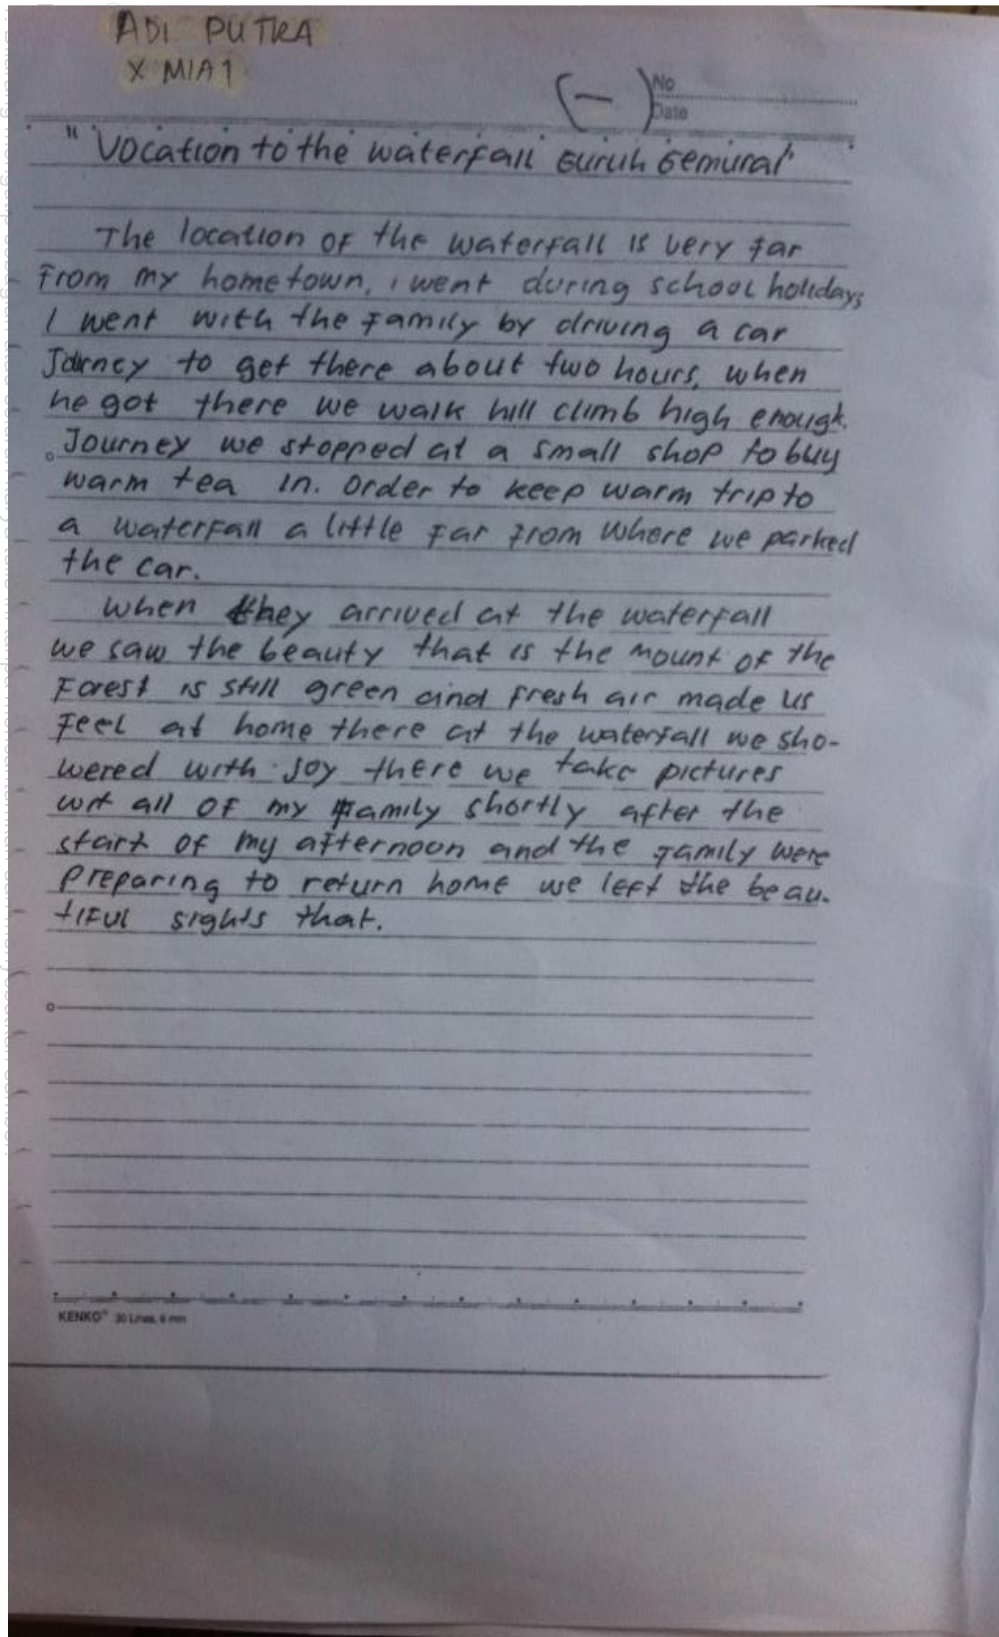 ADI PUTRA
X MIA1
(-)
No
Date
"Vocation to the waterfall Guruh Gemurai"
The location of the waterfall is very far
From my hometown, i went during school holidays
I went with the family by driving a car
Journey to get there about two hours, when
he got there we walk hill climb high enough.
Journey we stopped at a small shop to buy
warm tea in. order to keep warm trip to
a waterfall a little far from where we parked
the car.
When they arrived at the waterfall
we saw the beauty that is the mount of the
Forest is still green and fresh air made us
Feel at home there at the waterfall we sho-
wered with joy there we take pictures
wit all of my family shortly after the
start of my afternoon and the family were
preparing to return home we left the beau-
tiful sights that.
KENKO® 30 Lines, 6 mm